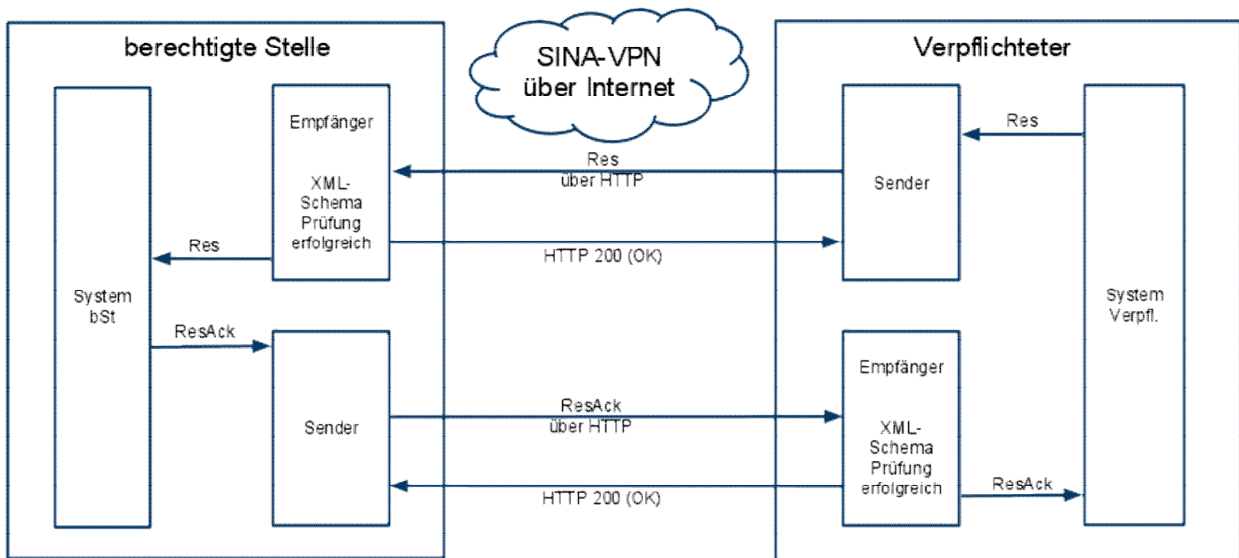 berechtigte Stelle
SINA-VPN
über Internet
Verpflichteter
Empfänger
XML-
Schema
Prüfung
erfolgreich
Res
über HTTP
Sender
Res
HTTP 200 (OK)
Res
System
bSt
System
Verpfl.
ResAck
Sender
ResAck
über HTTP
Empfänger
XML-
Schema
Prüfung
erfolgreich
HTTP 200 (OK)
ResAck